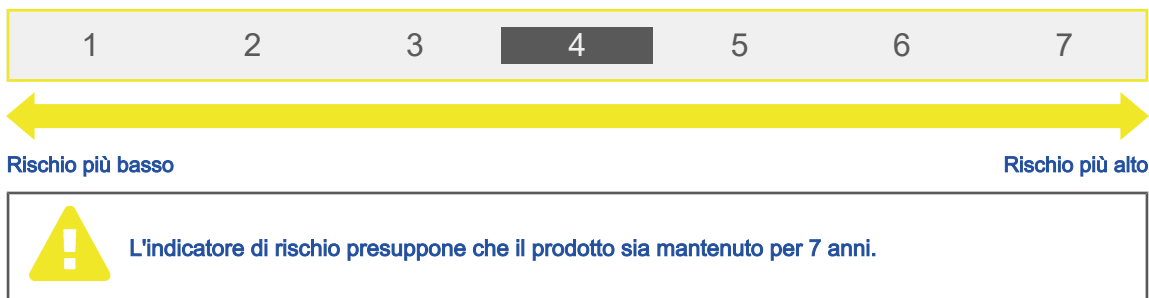 1 2 3 4 5 6 7
Rischio più basso Rischio più alto
L'indicatore di rischio presuppone che il prodotto sia mantenuto per 7 anni.